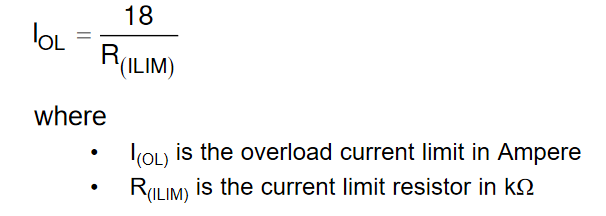 I_OL = 18 / R_(ILIM)
where
• I_(OL) is the overload current limit in Ampere
• R_(ILIM) is the current limit resistor in kΩ